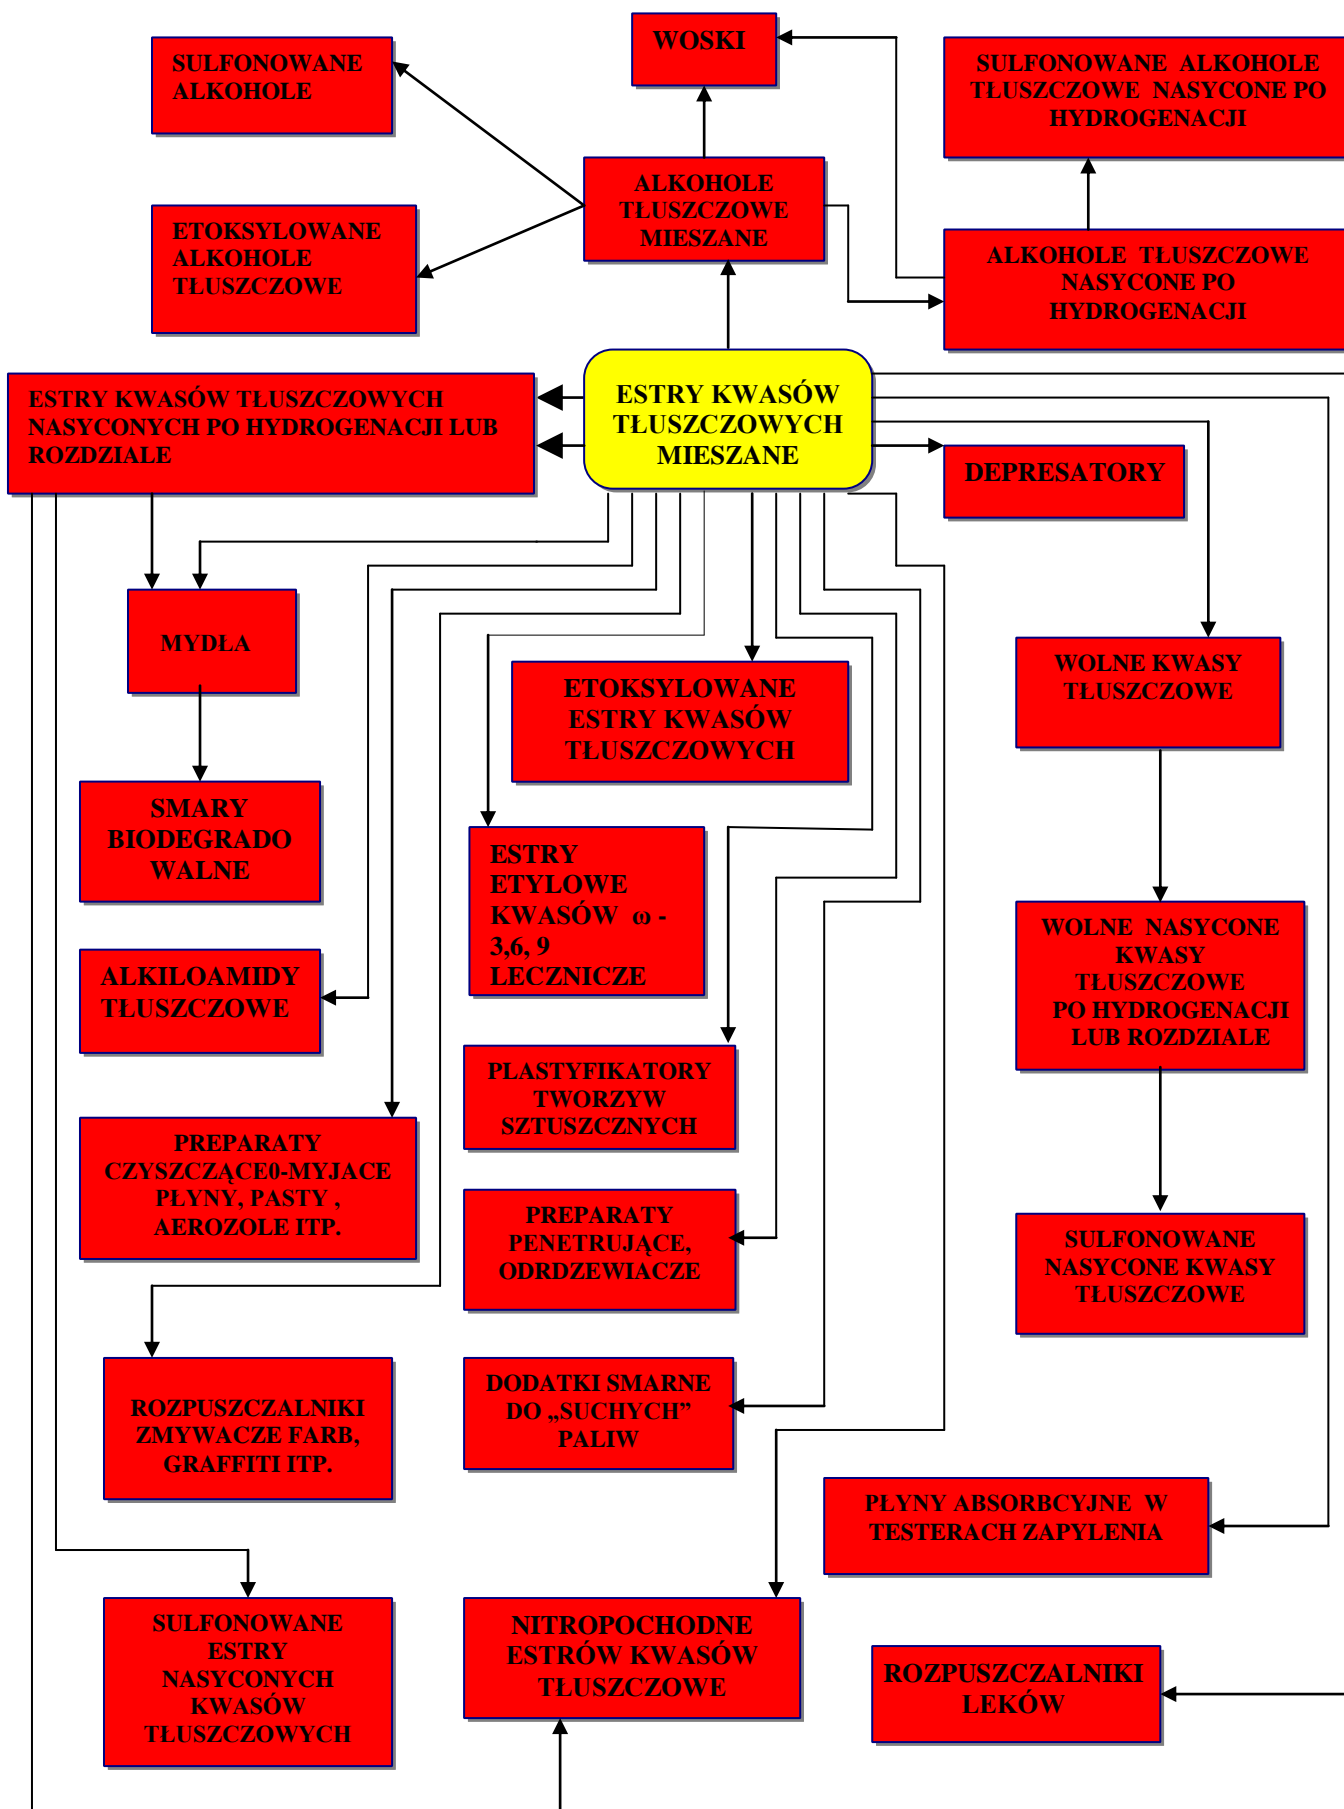 WOSKI
SULFONOWANE
ALKOHOLE
SULFONOWANE ALKOHOLE
TŁUSZCZOWE NASYCONE PO
HYDROGENACJI
ALKOHOLE
TŁUSZCZOWE
MIESZANE
ETOKSYLOWANE
ALKOHOLE
TŁUSZCZOWE
ALKOHOLE TŁUSZCZOWE
NASYCONE PO
HYDROGENACJI
ESTRY KWASÓW TŁUSZCZOWYCH
NASYCONYCH PO HYDROGENACJI LUB
ROZDZIALE
ESTRY KWASÓW
TŁUSZCZOWYCH
MIESZANE
DEPRESATORY
MYDŁA
ETOKSYLOWANE
ESTRY KWASÓW
TŁUSZCZOWYCH
WOLNE KWASY
TŁUSZCZOWE
SMARY
BIODEGRADO
WALNE
ESTRY
ETYLOWE
KWASÓW ω -
3,6, 9
LECZNICZE
WOLNE NASYCONE
KWASY
TŁUSZCZOWE
PO HYDROGENACJI
LUB ROZDZIALE
ALKILOAMIDY
TŁUSZCZOWE
PLASTYFIKATORY
TWORZYW
SZTUSZCZNYCH
PREPARATY
CZYSZCZĄCE0-MYJACE
PŁYNY, PASTY ,
AEROZOLE ITP.
PREPARATY
PENETRUJĄCE,
ODRDZEWIACZE
SULFONOWANE
NASYCONE KWASY
TŁUSZCZOWE
ROZPUSZCZALNIKI
ZMYWACZE FARB,
GRAFFITI ITP.
DODATKI SMARNE
DO „SUCHYCH”
PALIW
PŁYNY ABSORBCYJNE W
TESTERACH ZAPYLENIA
SULFONOWANE
ESTRY
NASYCONYCH
KWASÓW
TŁUSZCZOWYCH
NITROPOCHODNE
ESTRÓW KWASÓW
TŁUSZCZOWE
ROZPUSZCZALNIKI
LEKÓW